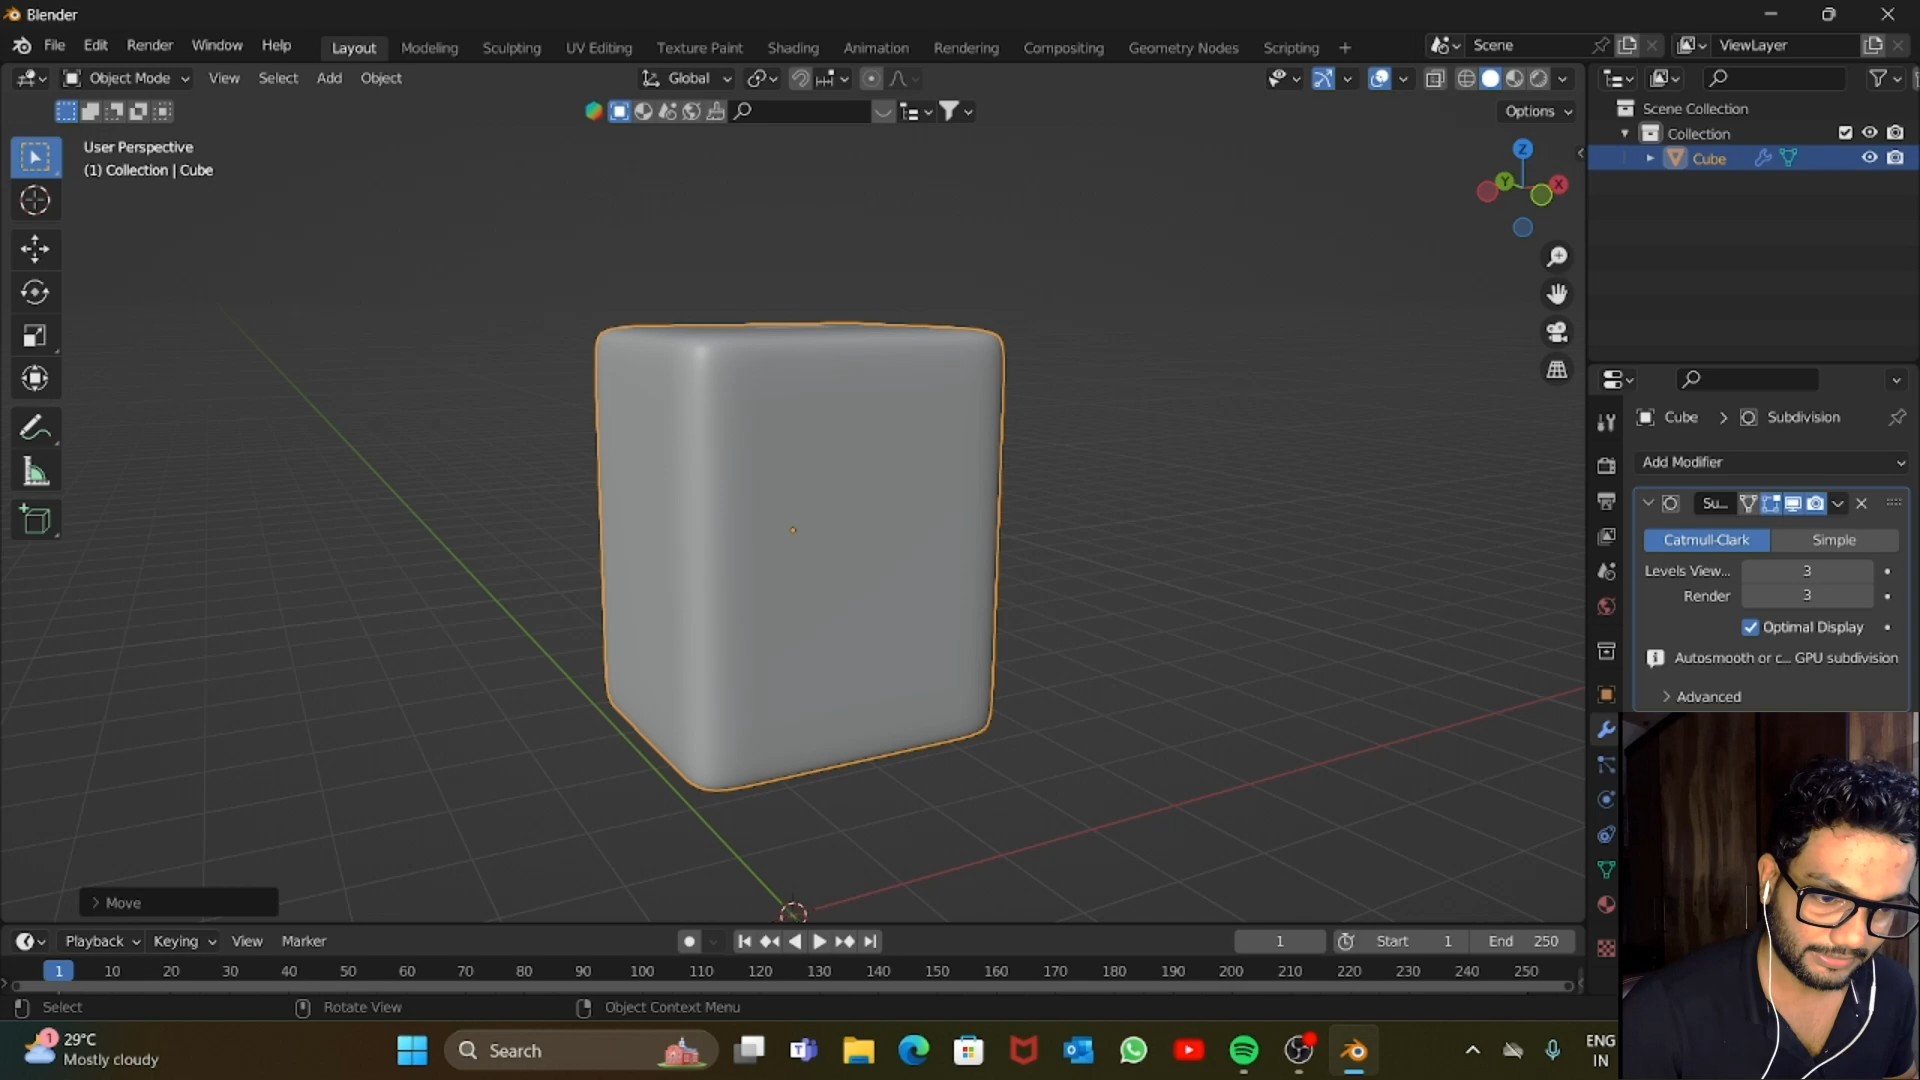 Blender
File Edit Render Window Help Layout Modeling Sculpting UV Editing Texture Paint Shading Animation Rendering Compositing Geometry Nodes Scripting + Scene ViewLayer
Object Mode View Select Add Object Global
Options
User Perspective
(1) Collection | Cube
Z
Y X
Scene Collection
Collection
Cube
Cube > Subdivision
Add Modifier
Su...
Catmull-Clark Simple
Levels View... 3
Render 3
Optimal Display
Autosmooth or c... GPU subdivision
Advanced
Move
Playback Keying View Marker 1 Start 1 End 250
1 10 20 30 40 50 60 70 80 90 100 110 120 130 140 150 160 170 180 190 200 210 220 230 240 250
Select Rotate View Object Context Menu
1 29°C
Mostly cloudy
Search
ENG
IN